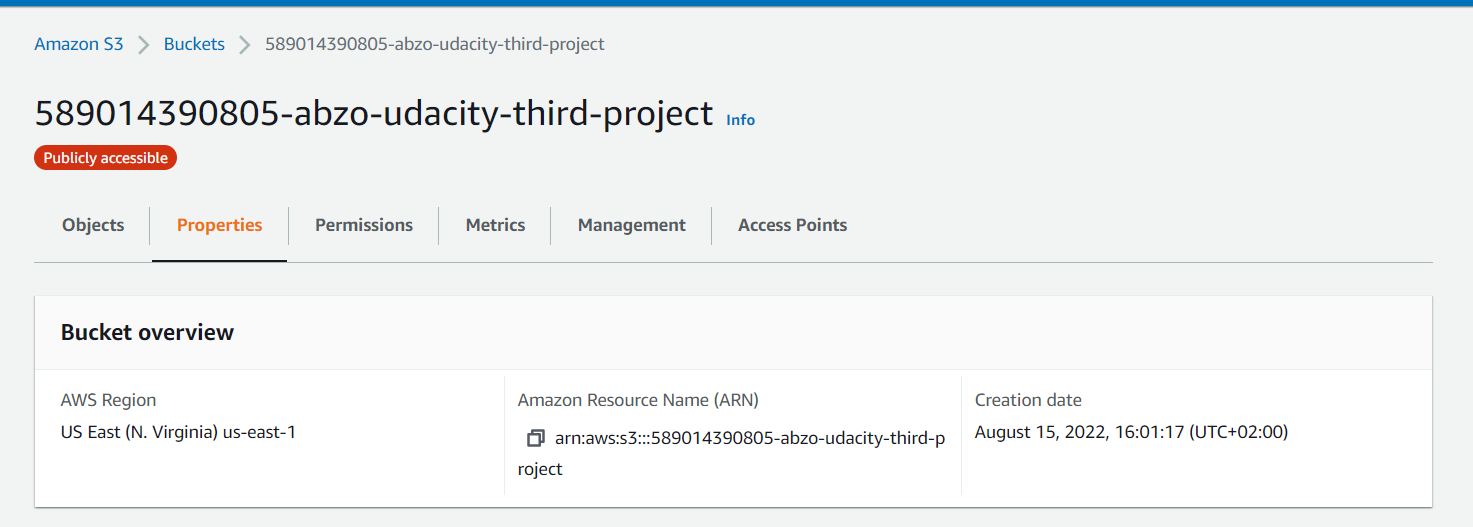 Amazon S3 > Buckets > 589014390805-abzo-udacity-third-project
589014390805-abzo-udacity-third-project Info
Publicly accessible
Objects Properties Permissions Metrics Management Access Points
Bucket overview
AWS Region
US East (N. Virginia) us-east-1
Amazon Resource Name (ARN)
arn:aws:s3:::589014390805-abzo-udacity-third-p
roject
Creation date
August 15, 2022, 16:01:17 (UTC+02:00)